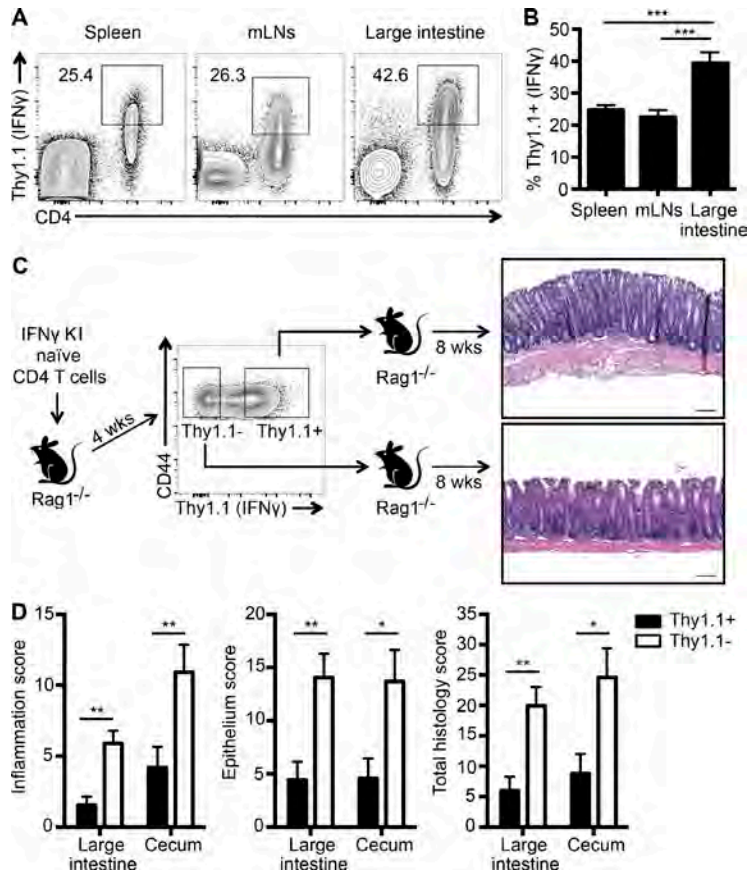 A
Spleen
mLNs
Large intestine
Thy1.1 (IFNγ)
25.4
26.3
42.6
CD4
B
% Thy1.1+ (IFNγ)
50
40
30
20
10
0
***
***
Spleen
mLNs
Large
intestine
C
IFNγ KI
naïve
CD4 T cells
Rag1-/-
4 wks
CD44
Thy1.1-
Thy1.1+
Thy1.1 (IFNγ)
Rag1-/-
8 wks
Rag1-/-
8 wks
D
Inflammation score
15
10
5
0
**
**
Large
intestine
Cecum
Epithelium score
20
15
10
5
0
**
*
Large
intestine
Cecum
Total histology score
35
30
25
20
15
10
5
0
**
*
Large
intestine
Cecum
Thy1.1+
Thy1.1-